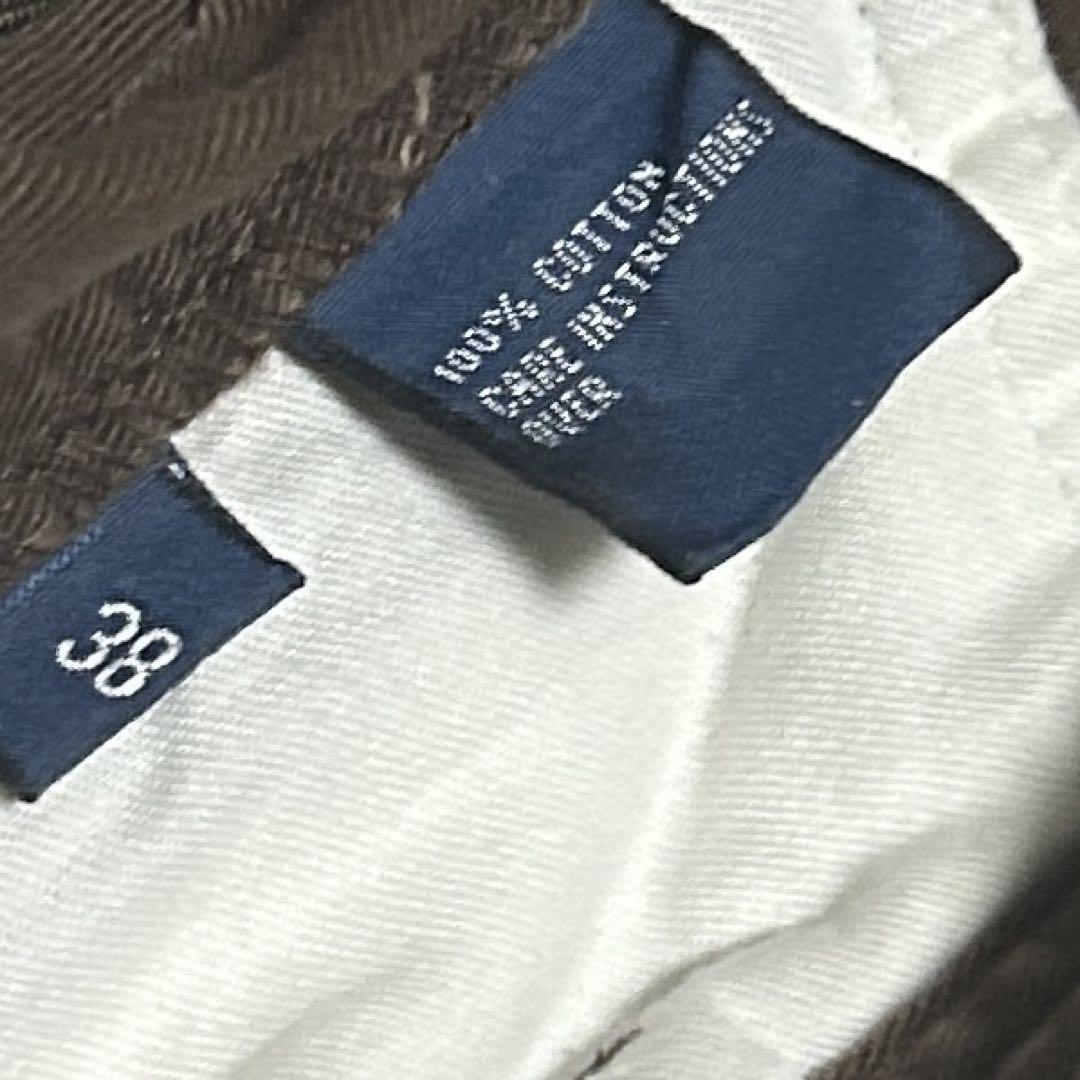 100% COTTON
CARE INSTRUCTIONS
OVER
38